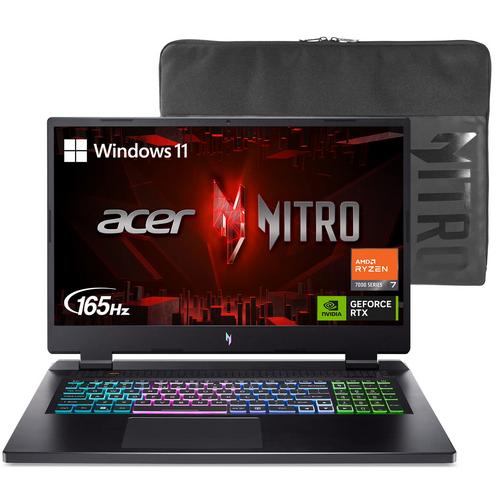 Windows 11
acer NITRO
AMD
RYZEN
7000 SERIES 7
165Hz
NVIDIA
GEFORCE
RTX
NITRO